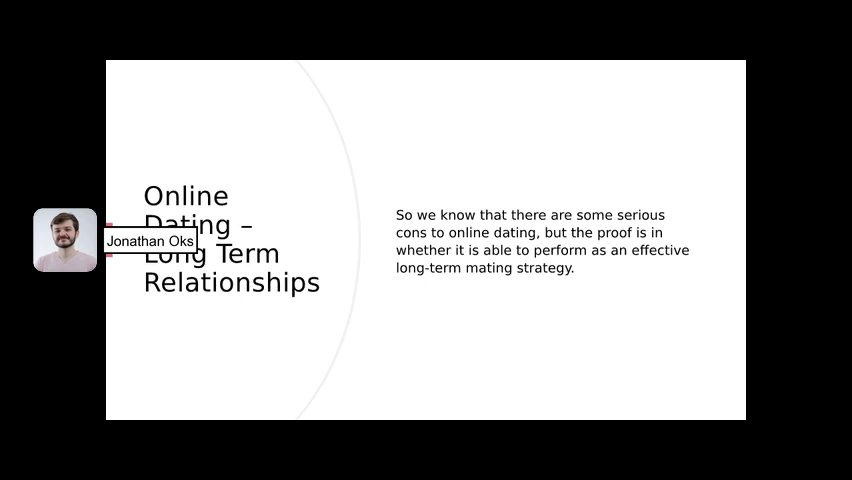 Online
Dating –
Long Term
Relationships
Jonathan Oks
So we know that there are some serious
cons to online dating, but the proof is in
whether it is able to perform as an effective
long-term mating strategy.